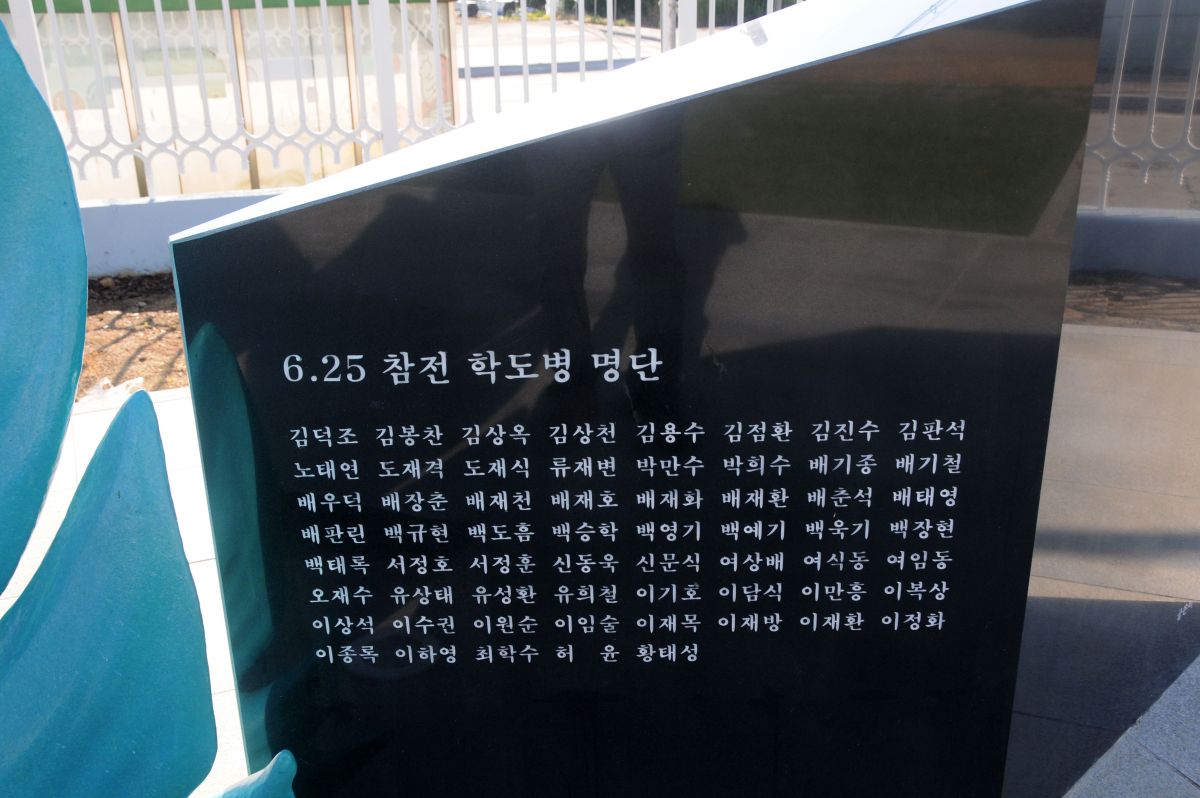 6.25 참전 학도병 명단
김덕조 김봉찬 김상옥 김상천 김용수 김점환 김진수 김판석
노태연 도재격 도재식 류재변 박만수 박희수 배기종 배기철
배우덕 배장춘 배재천 배재호 배재화 배재환 배춘석 배태영
배판린 백규현 백도흠 백승학 백영기 백예기 백욱기 백장현
백태록 서정호 서정훈 신동욱 신문식 여상배 여식동 여임동
오재수 유상태 유성환 유희철 이기호 이담식 이만흥 이복상
이상석 이수권 이원순 이임술 이재목 이재방 이재환 이정화
이종록 이하영 최학수 허 윤 황태성